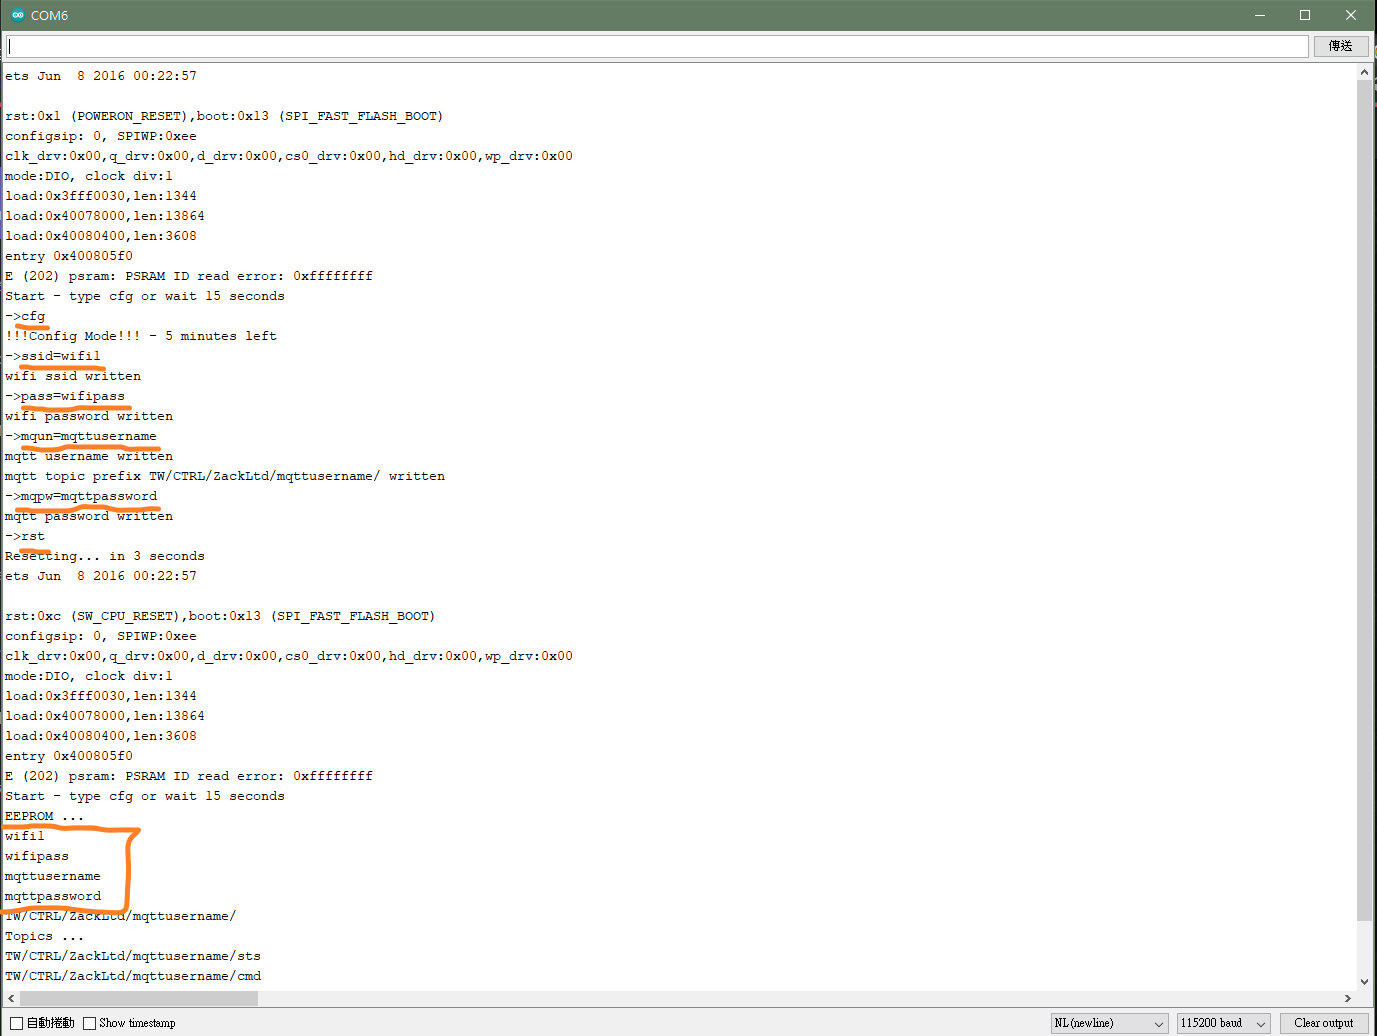 COM6
傳送
ets Jun  8 2016 00:22:57
rst:0x1 (POWERON_RESET),boot:0x13 (SPI_FAST_FLASH_BOOT)
configsip: 0, SPIWP:0xee
clk_drv:0x00,q_drv:0x00,d_drv:0x00,cs0_drv:0x00,hd_drv:0x00,wp_drv:0x00
mode:DIO, clock div:1
load:0x3fff0030,len:1344
load:0x40078000,len:13864
load:0x40080400,len:3608
entry 0x400805f0
E (202) psram: PSRAM ID read error: 0xffffffff
Start - type cfg or wait 15 seconds
->cfg
!!!Config Mode!!! - 5 minutes left
->ssid=wifi1
wifi ssid written
->pass=wifipass
wifi password written
->mqun=mqttusername
mqtt username written
mqtt topic prefix TW/CTRL/ZackLtd/mqttusername/ written
->mqpw=mqttpassword
mqtt password written
->rst
Resetting... in 3 seconds
ets Jun  8 2016 00:22:57
rst:0xc (SW_CPU_RESET),boot:0x13 (SPI_FAST_FLASH_BOOT)
configsip: 0, SPIWP:0xee
clk_drv:0x00,q_drv:0x00,d_drv:0x00,cs0_drv:0x00,hd_drv:0x00,wp_drv:0x00
mode:DIO, clock div:1
load:0x3fff0030,len:1344
load:0x40078000,len:13864
load:0x40080400,len:3608
entry 0x400805f0
E (202) psram: PSRAM ID read error: 0xffffffff
Start - type cfg or wait 15 seconds
EEPROM ...
wifi1
wifipass
mqttusername
mqttpassword
TW/CTRL/ZackLtd/mqttusername/
Topics ...
TW/CTRL/ZackLtd/mqttusername/sts
TW/CTRL/ZackLtd/mqttusername/cmd
自動捲動 Show timestamp NL(newline) 115200 baud Clear output